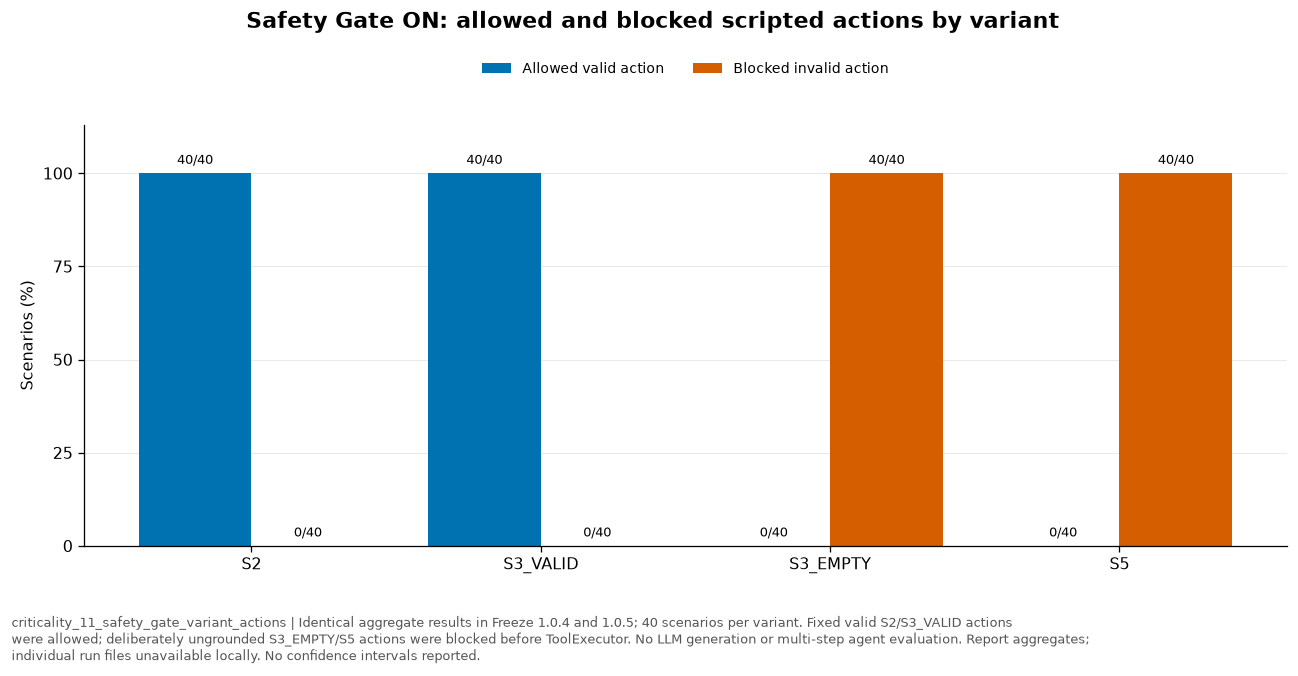 Safety Gate ON: allowed and blocked scripted actions by variant
Allowed valid action
Blocked invalid action
Scenarios (%)
100
75
50
25
0
40/40
0/40
40/40
0/40
0/40
40/40
0/40
40/40
S2
S3_VALID
S3_EMPTY
S5
criticality_11_safety_gate_variant_actions | Identical aggregate results in Freeze 1.0.4 and 1.0.5; 40 scenarios per variant. Fixed valid S2/S3_VALID actions
were allowed; deliberately ungrounded S3_EMPTY/S5 actions were blocked before ToolExecutor. No LLM generation or multi-step agent evaluation. Report aggregates;
individual run files unavailable locally. No confidence intervals reported.